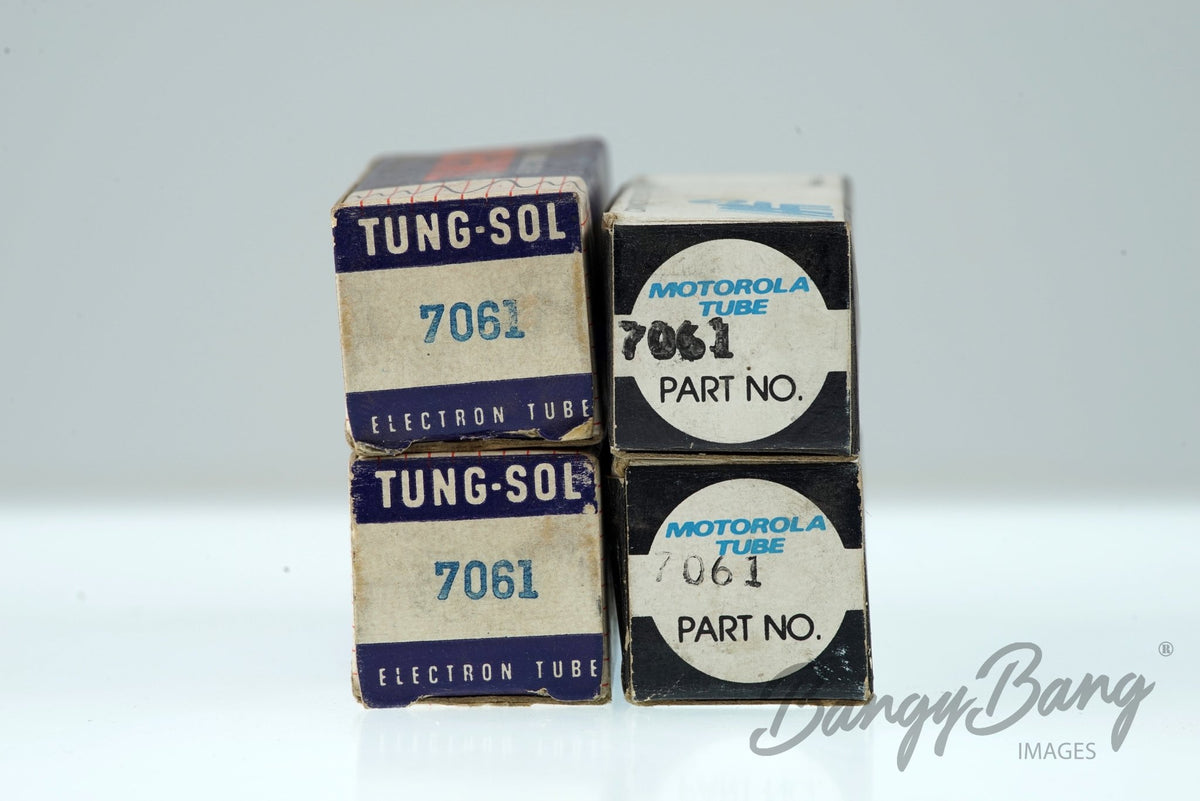 TUNG-SOL
7061
ELECTRON TUBE
MOTOROLA
TUBE
7061
PART NO.
TUNG-SOL
7061
ELECTRON TUBE
MOTOROLA
TUBE
7061
PART NO.
BangyBang ®
IMAGES